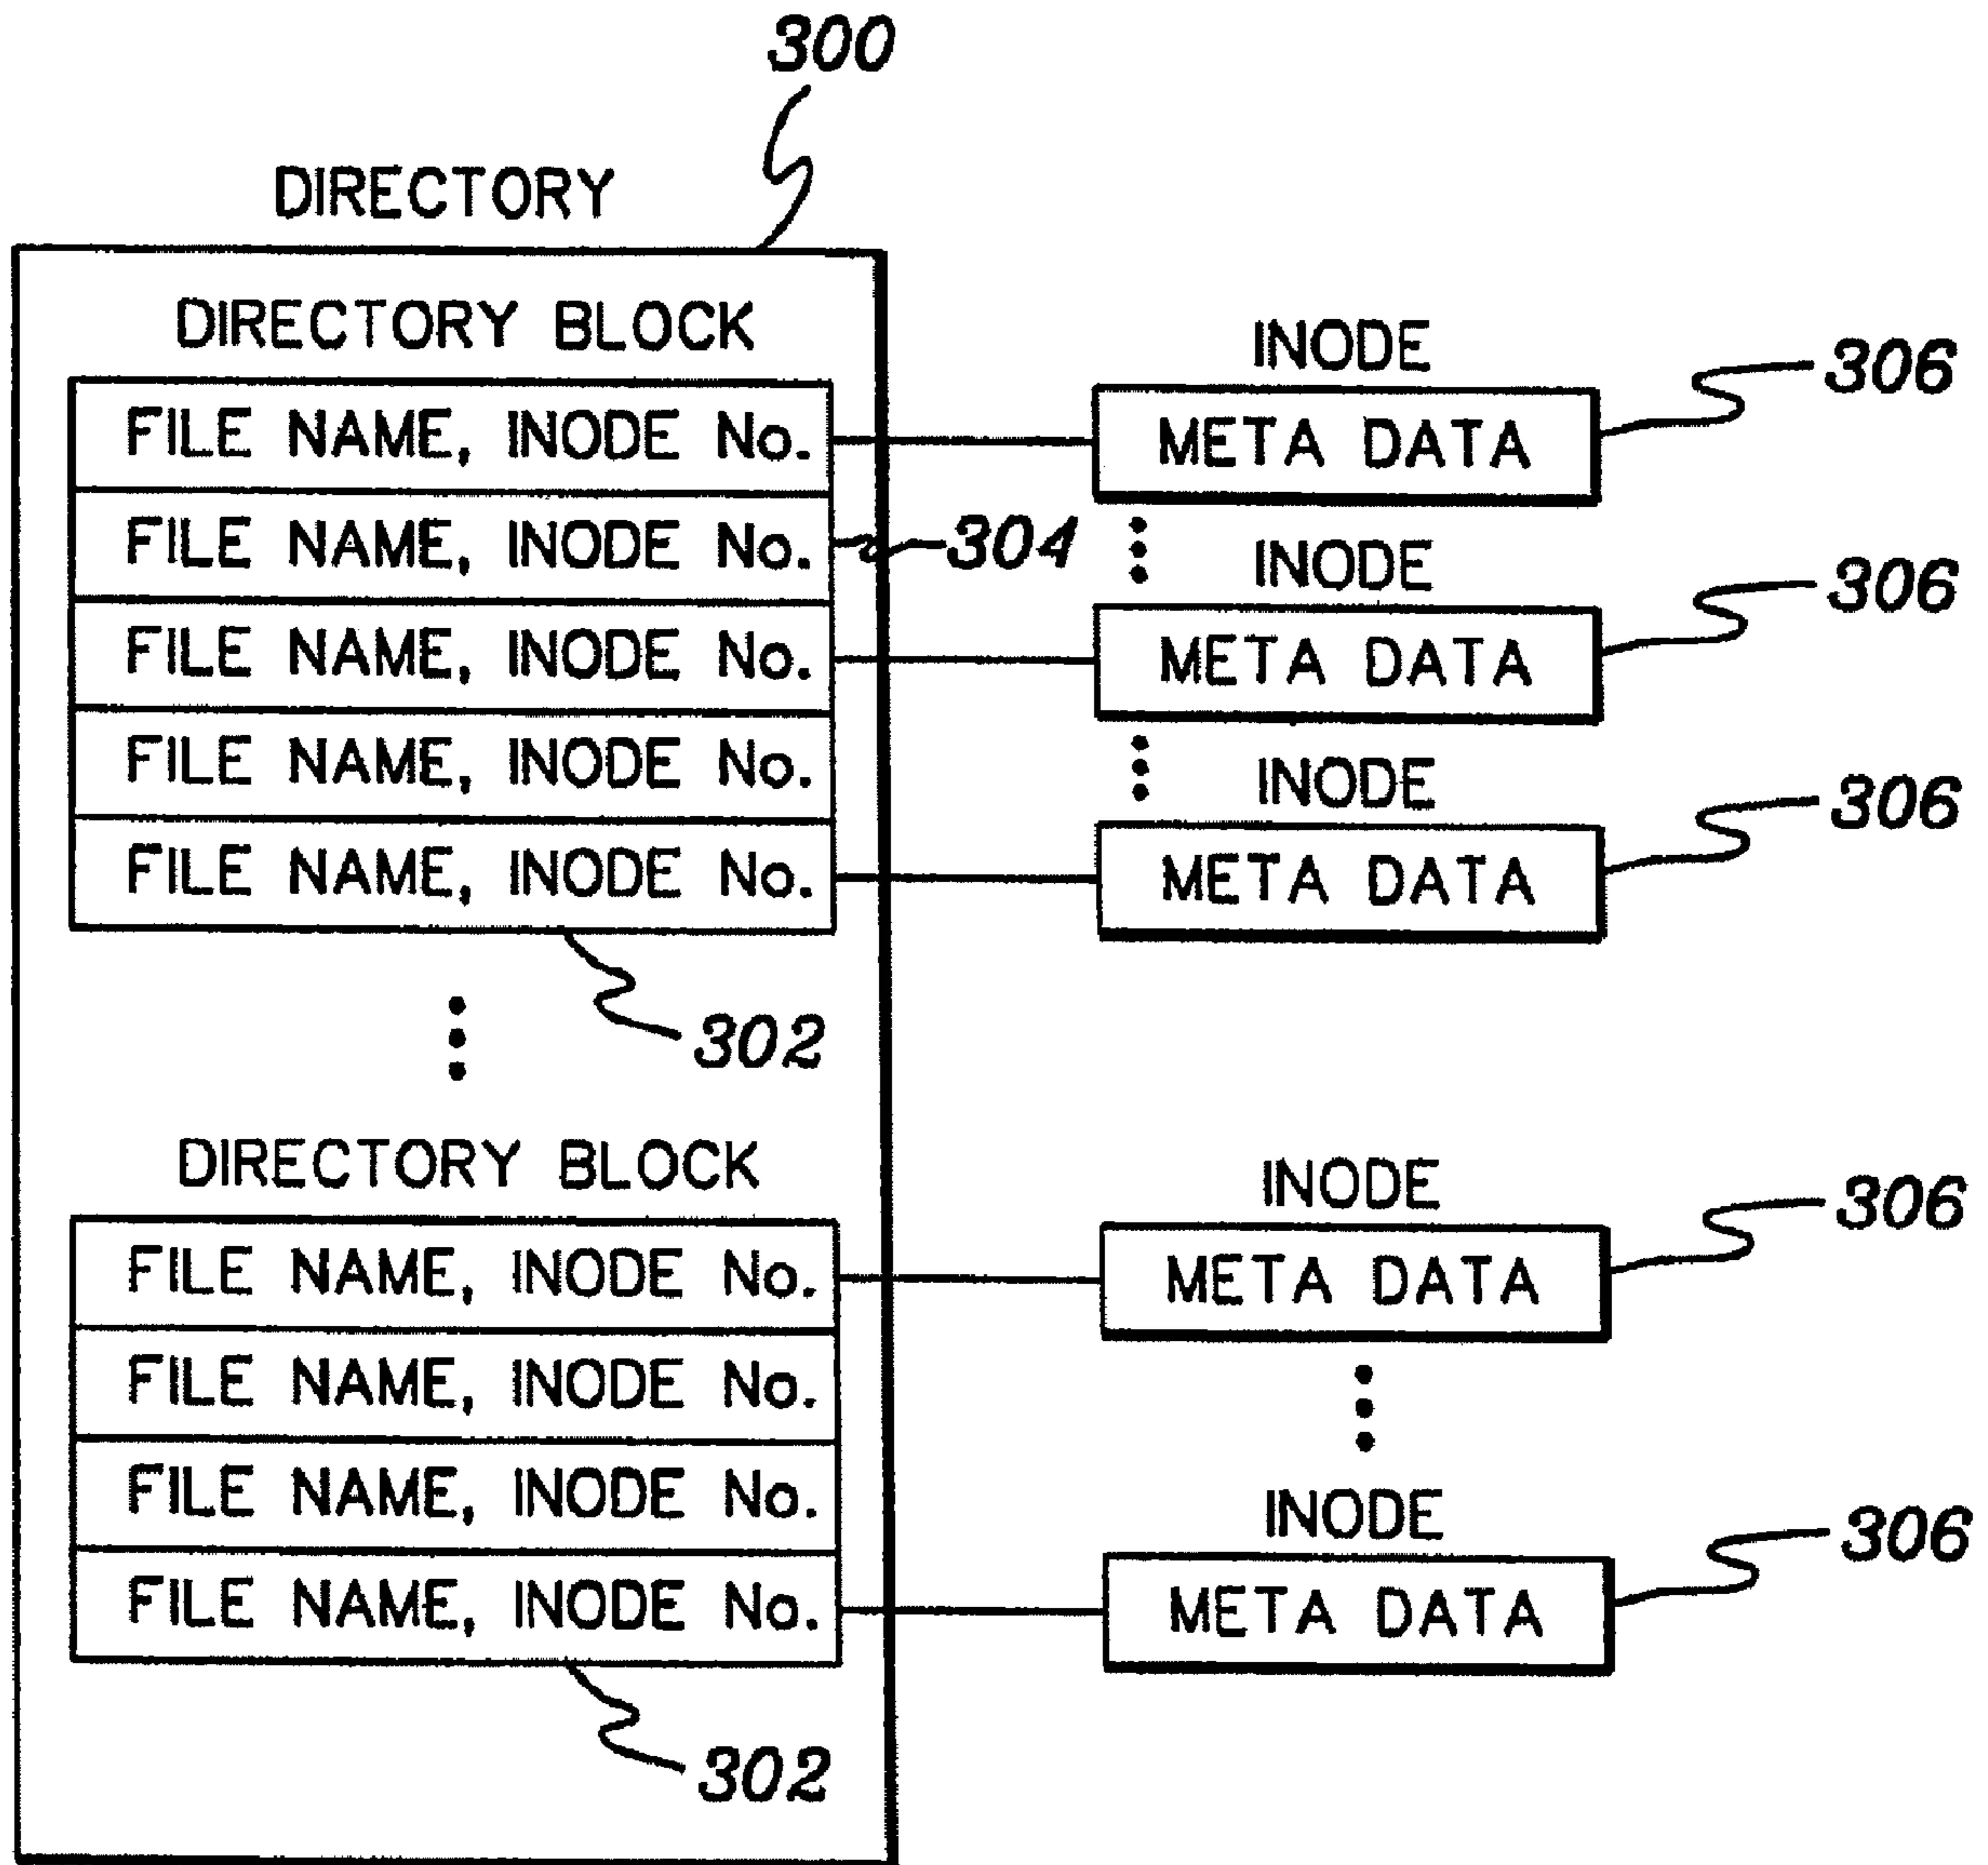 300
DIRECTORY
DIRECTORY BLOCK
INODE
FILE NAME, INODE No.
META DATA
306
FILE NAME, INODE No.
304
INODE
306
FILE NAME, INODE No.
META DATA
FILE NAME, INODE No.
INODE
306
FILE NAME, INODE No.
META DATA
302
DIRECTORY BLOCK
INODE
306
FILE NAME, INODE No.
META DATA
FILE NAME, INODE No.
FILE NAME, INODE No.
INODE
306
FILE NAME, INODE No.
META DATA
302